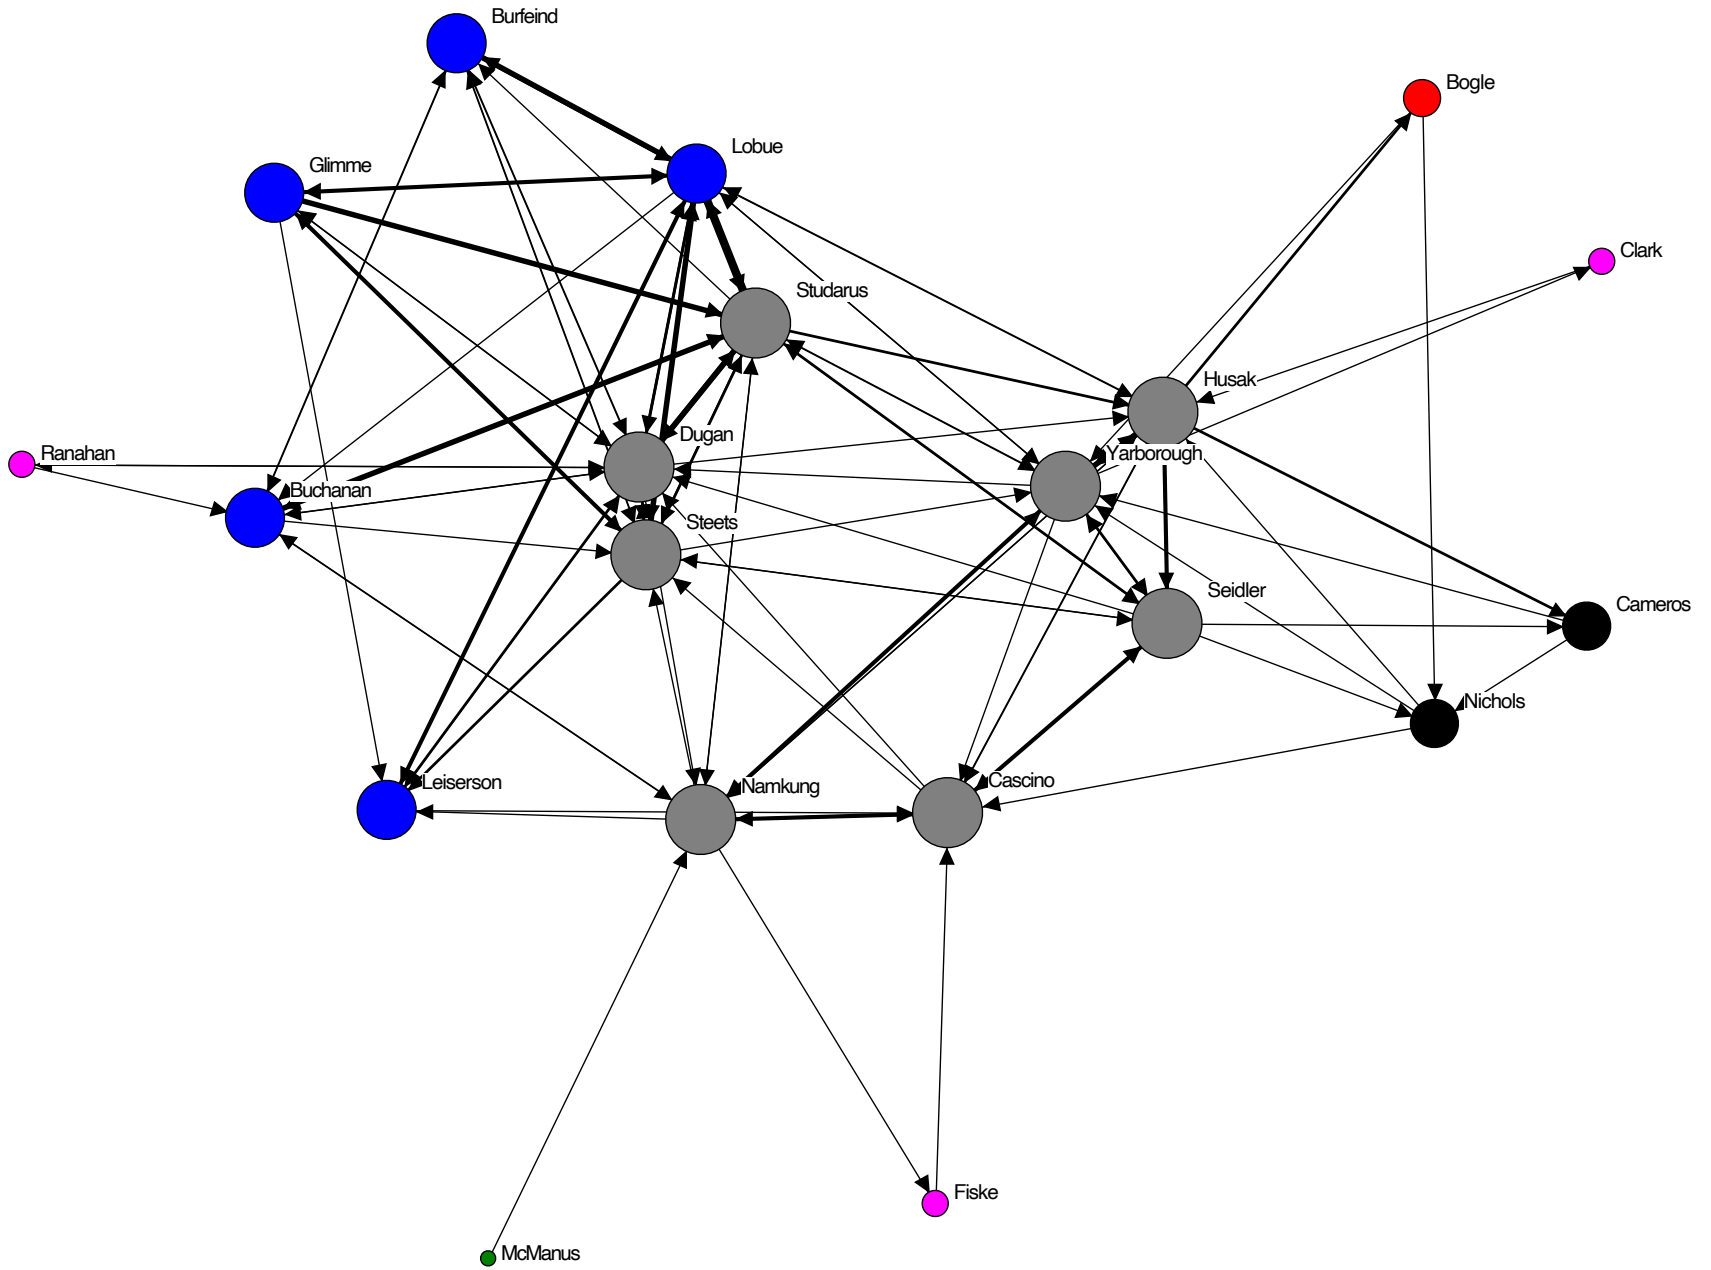 Burfeind
Bogle
Lobue
Glimme
Clark
Studarus
Husak
Dugan
Yarborough
Ranahan
Buchanan
Steets
Seidler
Cameros
Nichols
Leiserson
Namkung
Cascino
Fiske
McManus